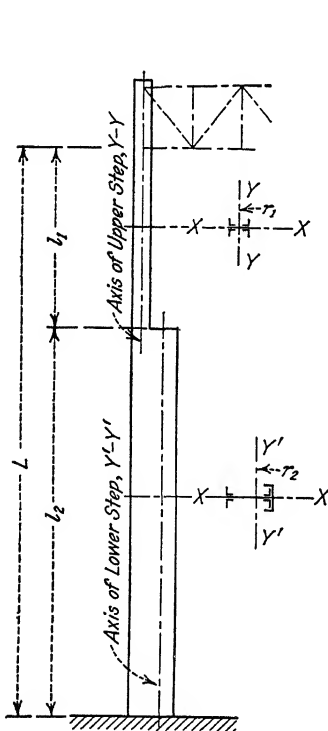 Axis of Upper Step, Y-Y
Y
r₁
X
X
Y
l₁
L
l₂
Axis of Lower Step, Y'-Y'
Y'
r₂
X
X
Y'